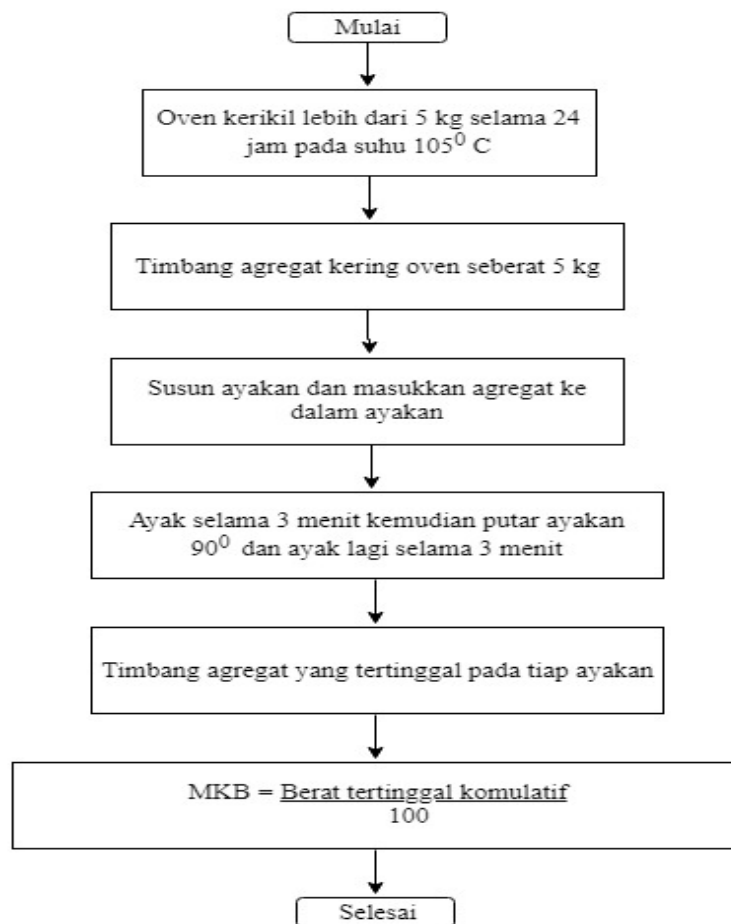 Mulai
Oven kerikil lebih dari 5 kg selama 24
jam pada suhu 105⁰ C
Timbang agregat kering oven seberat 5 kg
Susun ayakan dan masukkan agregat ke
dalam ayakan
Ayak selama 3 menit kemudian putar ayakan
90⁰ dan ayak lagi selama 3 menit
Timbang agregat yang tertinggal pada tiap ayakan
MKB = Berat tertinggal komulatif
100
Selesai